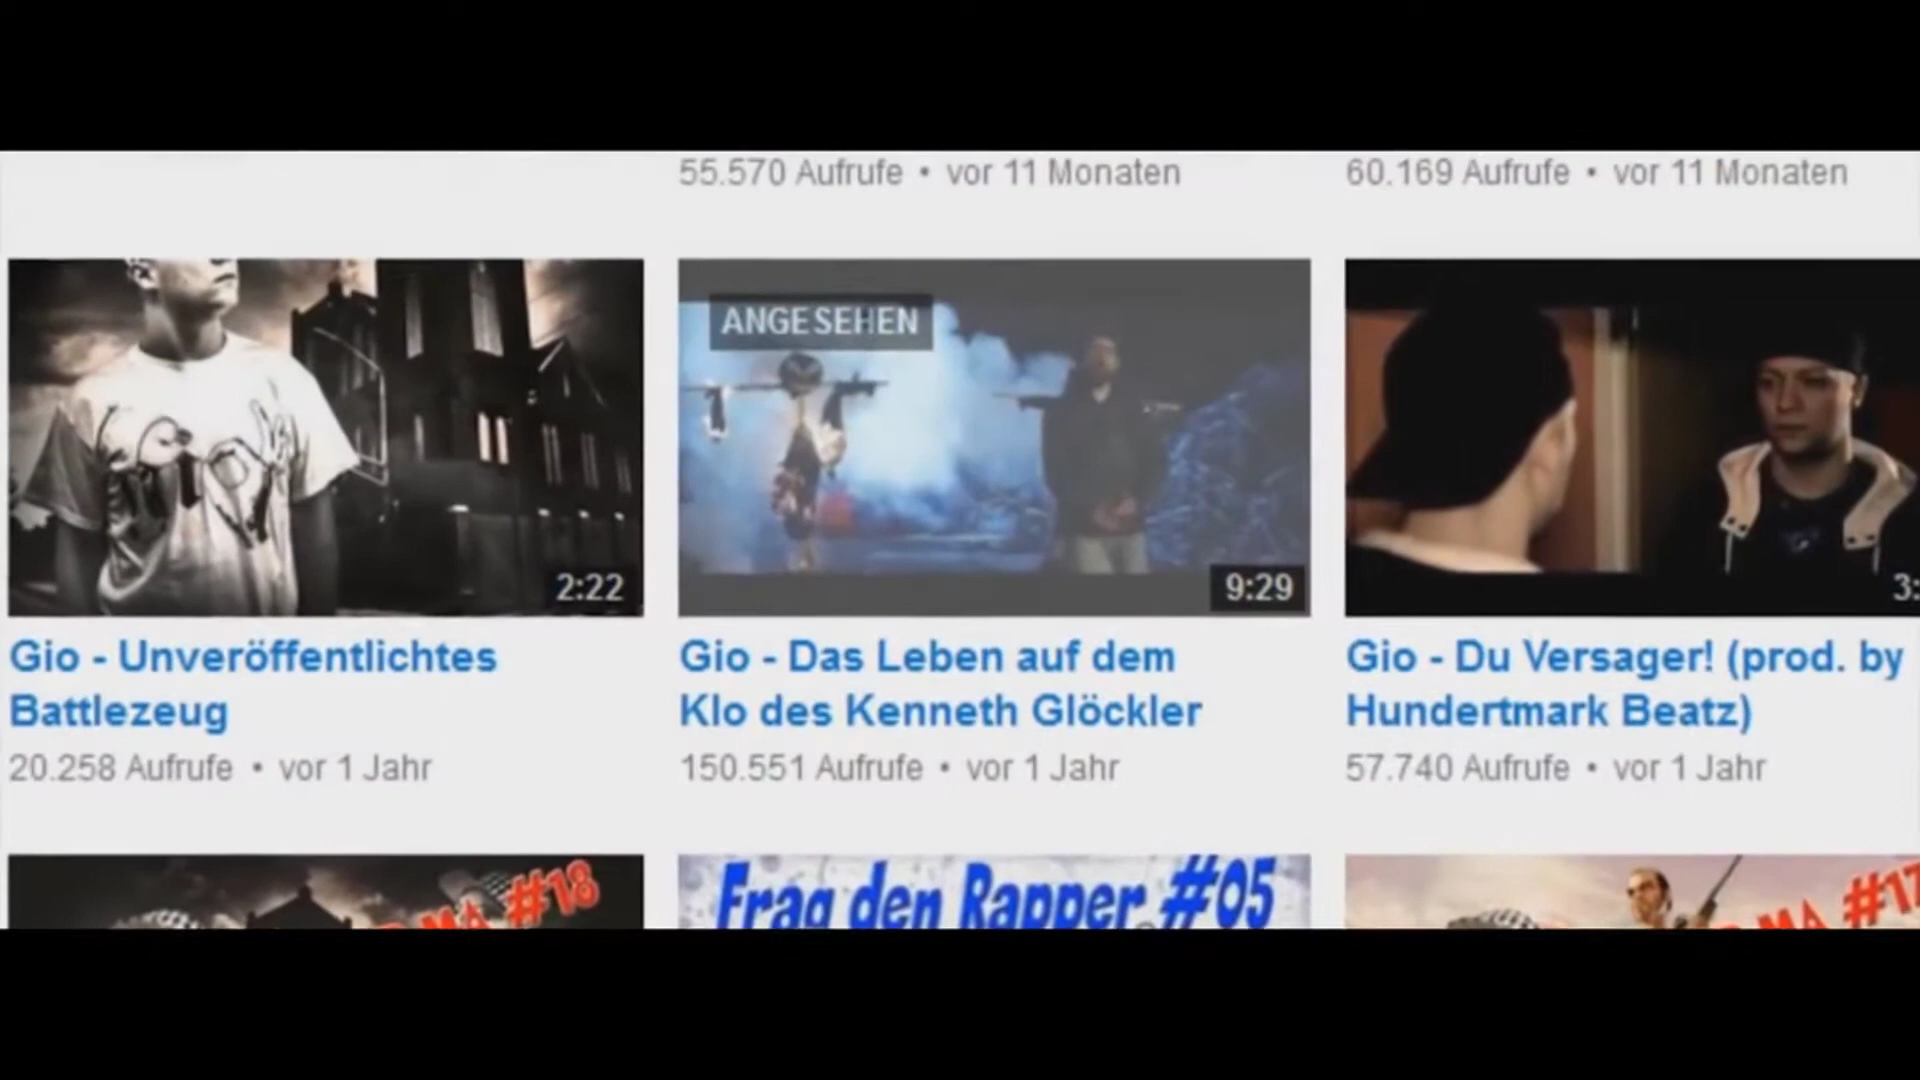 55.570 Aufrufe • vor 11 Monaten
60.169 Aufrufe • vor 11 Monaten
ANGESEHEN
2:22
9:29
3:
Gio - Unveröffentlichtes
Battlezeug
20.258 Aufrufe • vor 1 Jahr
Gio - Das Leben auf dem
Klo des Kenneth Glöckler
150.551 Aufrufe • vor 1 Jahr
Gio - Du Versager! (prod. by
Hundertmark Beatz)
57.740 Aufrufe • vor 1 Jahr
#18
Frag den Rapper #05
#17